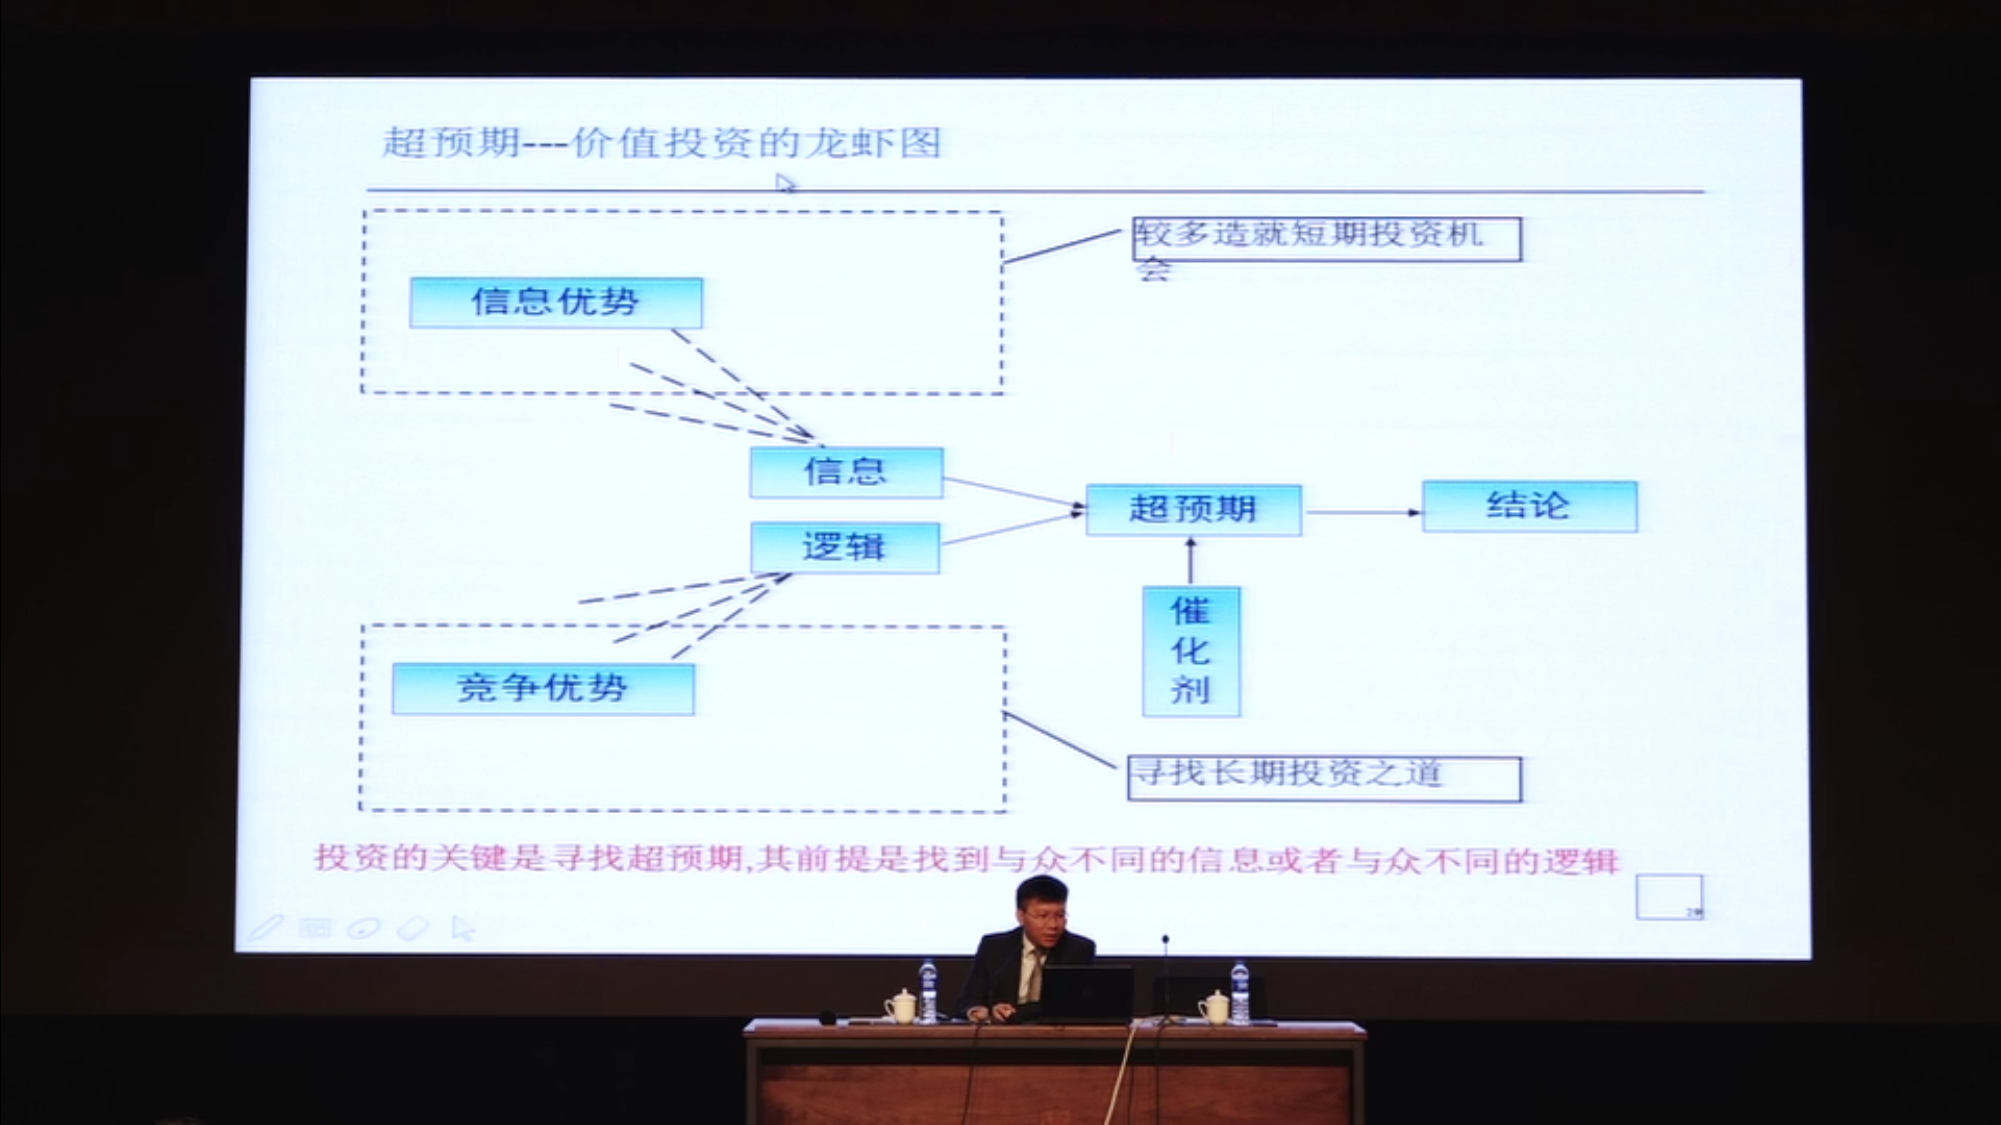 超预期---价值投资的龙虾图
较多造就短期投资机
会
信息优势
信息
逻辑
超预期
结论
催
化
剂
竞争优势
寻找长期投资之道
投资的关键是寻找超预期,其前提是找到与众不同的信息或者与众不同的逻辑